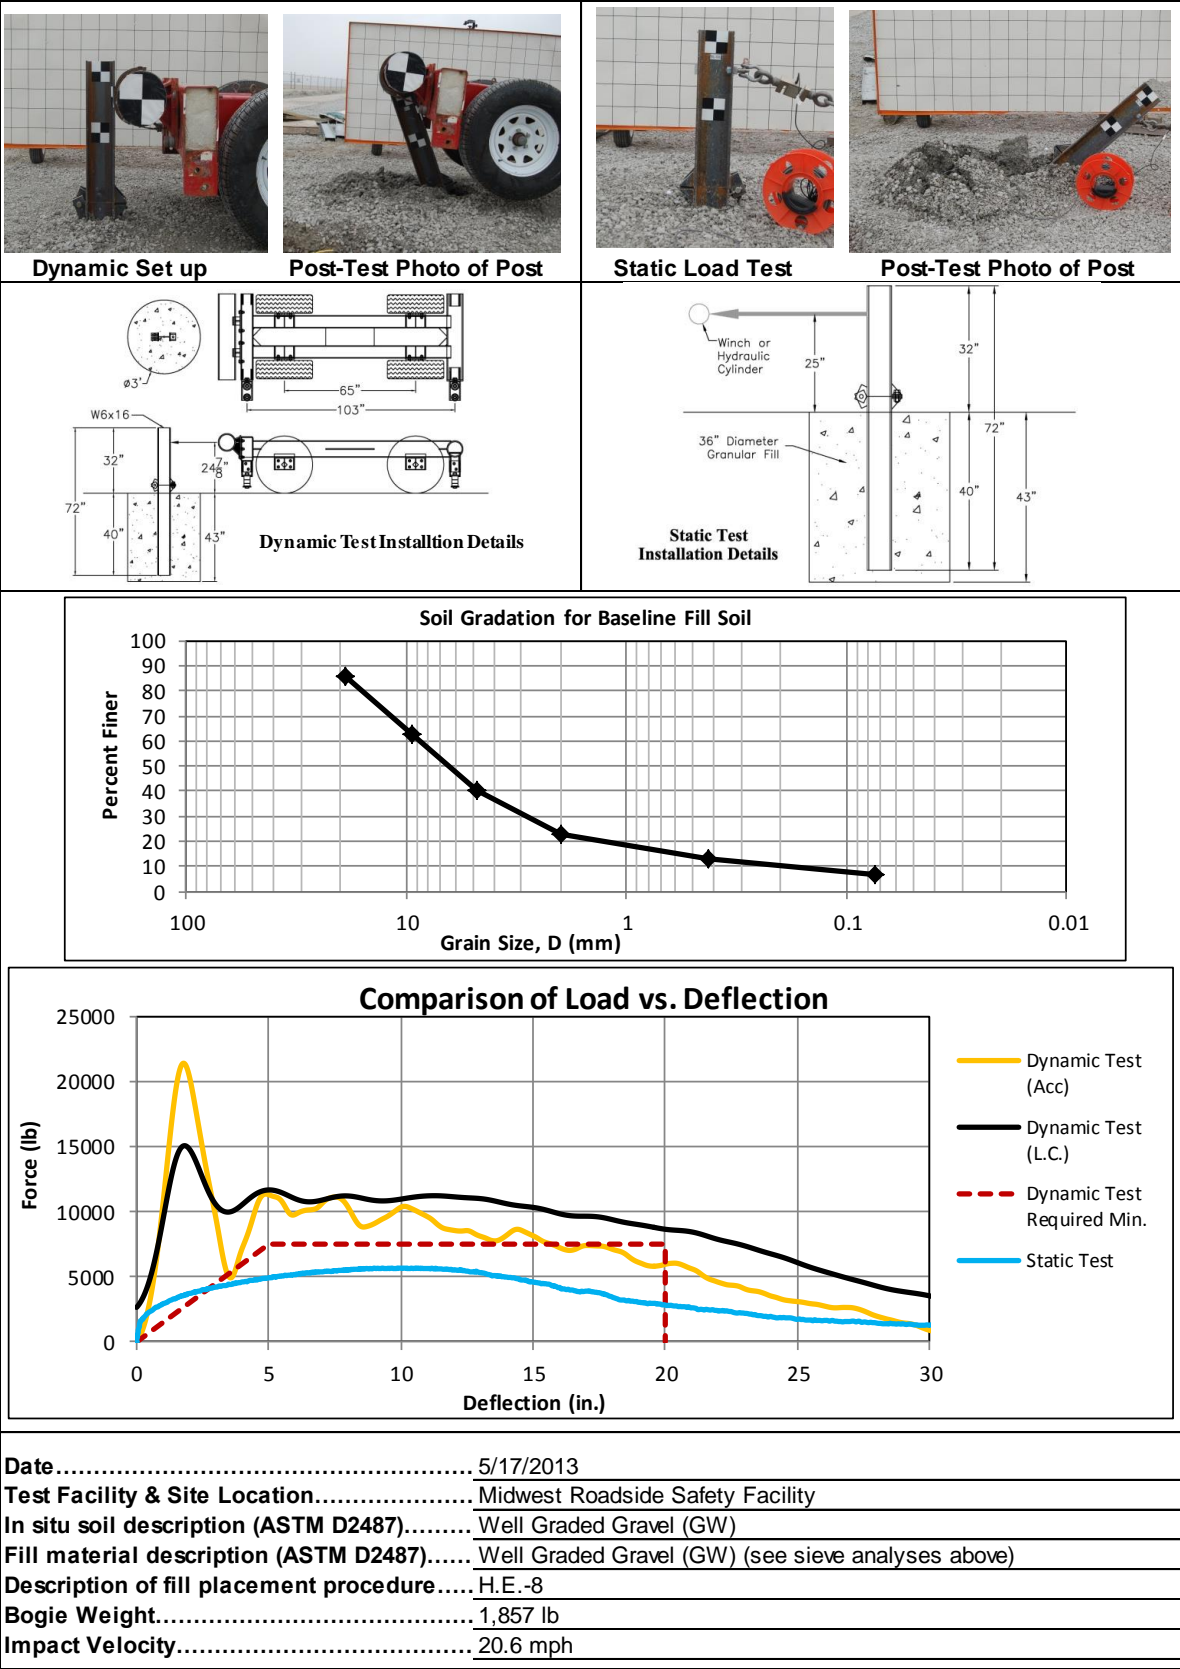 Dynamic Set up
Post-Test Photo of Post
Static Load Test
Post-Test Photo of Post
ø3'
65"
103"
W6x16
32"
72"
40"
24 7/8"
43"
Dynamic Test Installtion Details
Winch or
Hydraulic
Cylinder
25"
32"
72"
36" Diameter
Granular Fill
40"
43"
Static Test
Installation Details
Soil Gradation for Baseline Fill Soil
Percent Finer
100
90
80
70
60
50
40
30
20
10
0
100
10
1
0.1
0.01
Grain Size, D (mm)
Comparison of Load vs. Deflection
Force (lb)
25000
20000
15000
10000
5000
0
0
5
10
15
20
25
30
Deflection (in.)
Dynamic Test
(Acc)
Dynamic Test
(L.C.)
Dynamic Test
Required Min.
Static Test
Date.................................................... 5/17/2013
Test Facility & Site Location.................... Midwest Roadside Safety Facility
In situ soil description (ASTM D2487)......... Well Graded Gravel (GW)
Fill material description (ASTM D2487)...... Well Graded Gravel (GW) (see sieve analyses above)
Description of fill placement procedure..... H.E.-8
Bogie Weight........................................ 1,857 lb
Impact Velocity..................................... 20.6 mph